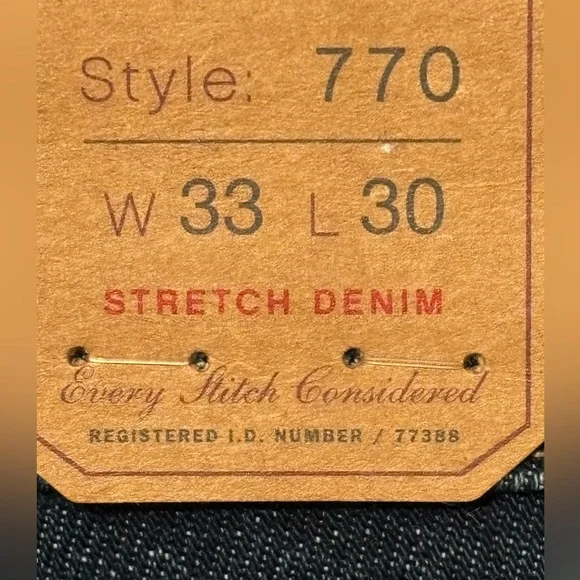 Style: 770
W 33 L 30
STRETCH DENIM
Every Stitch Considered
REGISTERED I.D. NUMBER / 77388